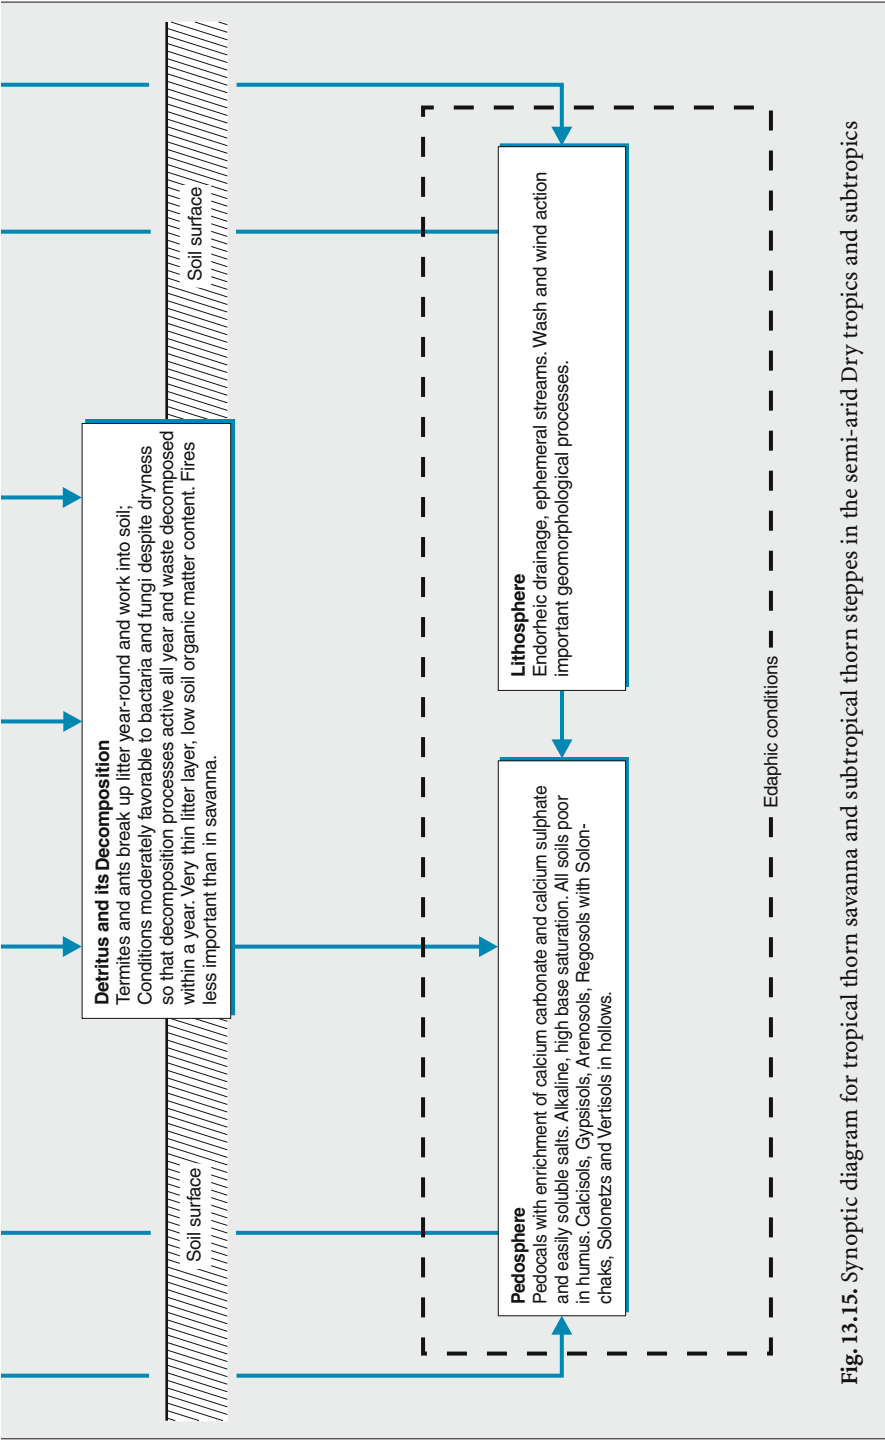 Soil surface
Detritus and its Decomposition
Termites and ants break up litter year-round and work into soil;
Conditions moderately favorable to bactaria and fungi despite dryness
so that decomposition processes active all year and waste decomposed
within a year. Very thin litter layer, low soil organic matter content. Fires
less important than in savanna.
Soil surface
Pedosphere
Pedocals with enrichment of calcium carbonate and calcium sulphate
and easily soluble salts. Alkaline, high base saturation. All soils poor
in humus. Calcisols, Gypsisols, Arenosols, Regosols with Solon-
chaks, Solonetzs and Vertisols in hollows.
Lithosphere
Endorheic drainage, ephemeral streams. Wash and wind action
important geomorphological processes.
Edaphic conditions
Fig. 13.15. Synoptic diagram for tropical thorn savanna and subtropical thorn steppes in the semi-arid Dry tropics and subtropics